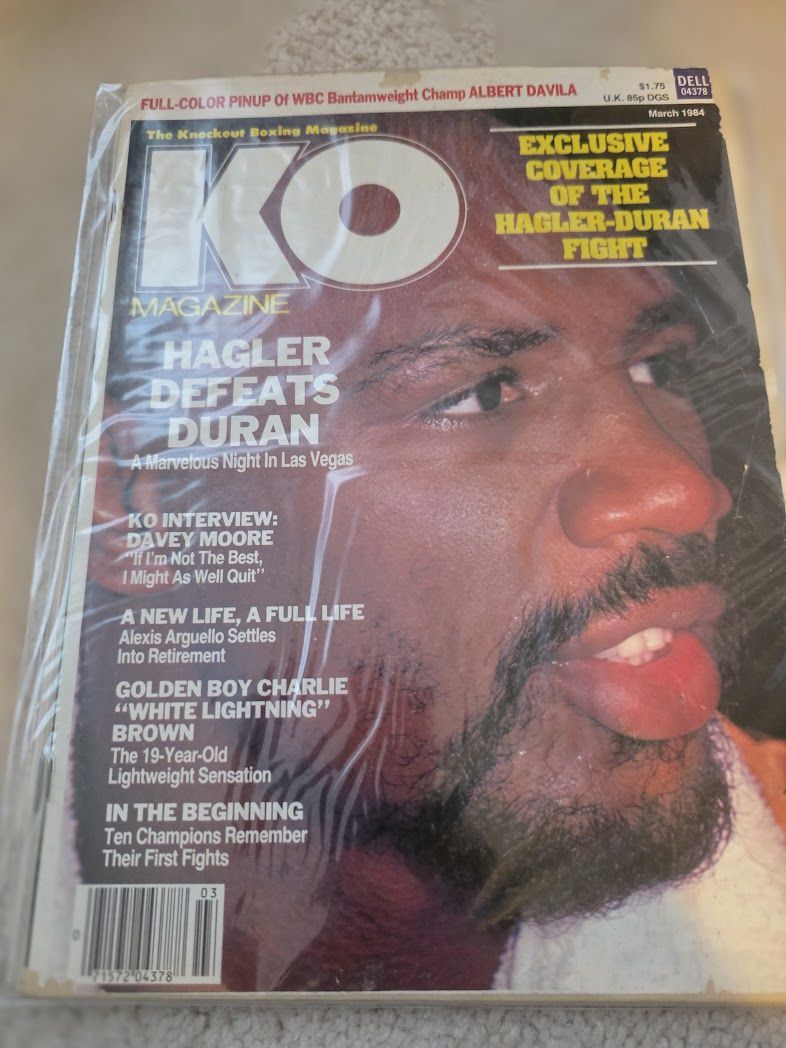 FULL-COLOR PINUP Of WBC Bantamweight Champ ALBERT DAVILA
$1.75
U.K. 85p DGS
DELL
04378
March 1984
The Knockout Boxing Magazine
KO
MAGAZINE
EXCLUSIVE
COVERAGE
OF THE
HAGLER-DURAN
FIGHT
HAGLER
DEFEATS
DURAN
A Marvelous Night In Las Vegas
KO INTERVIEW:
DAVEY MOORE
"If I'm Not The Best,
I Might As Well Quit"
A NEW LIFE, A FULL LIFE
Alexis Arguello Settles
Into Retirement
GOLDEN BOY CHARLIE
"WHITE LIGHTNING"
BROWN
The 19-Year-Old
Lightweight Sensation
IN THE BEGINNING
Ten Champions Remember
Their First Fights
03
0
71572 04378